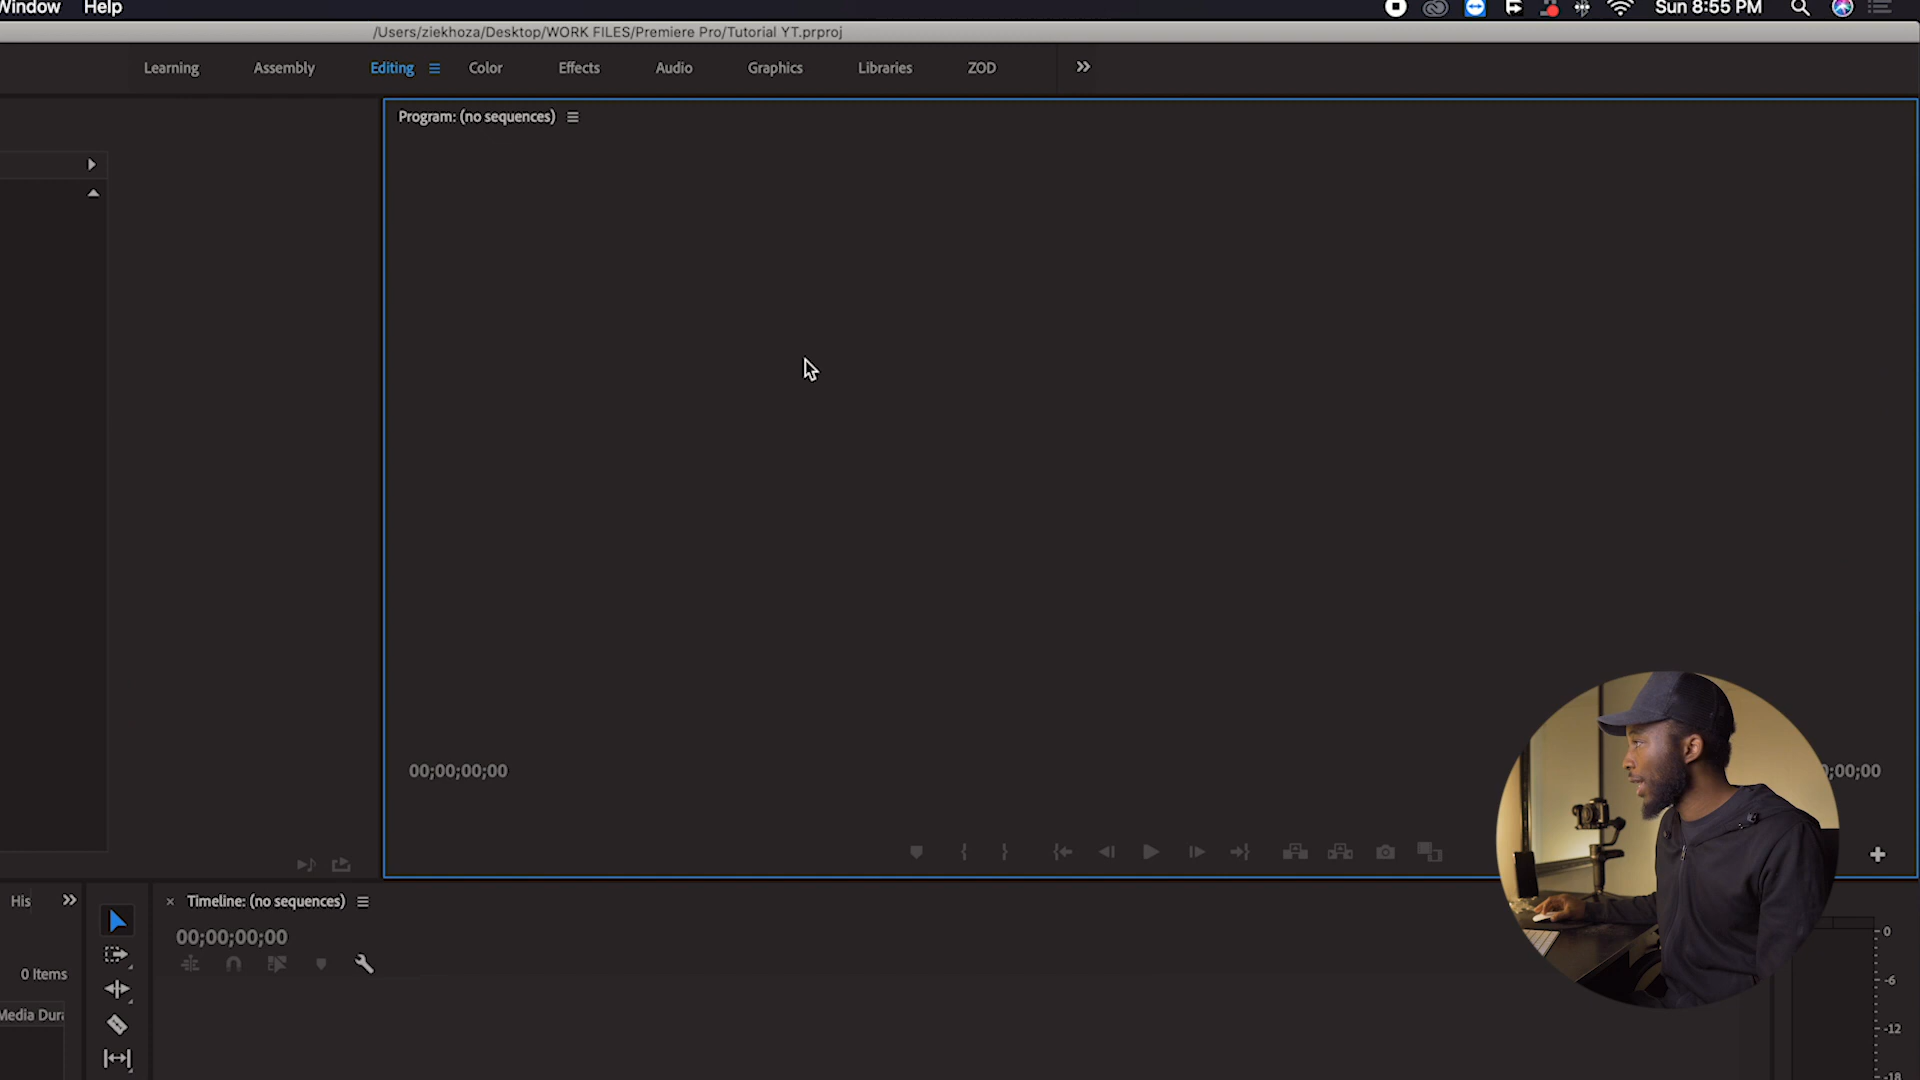 Window Help Sun 8:55 PM
/Users/ziekhoza/Desktop/WORK FILES/Premiere Pro/Tutorial YT.prproj
Learning Assembly Editing Color Effects Audio Graphics Libraries ZOD
Program: (no sequences)
00;00;00;00 ;00;00
His Timeline: (no sequences)
00;00;00;00
0 Items
Media Dura
0
-6
-12
-18